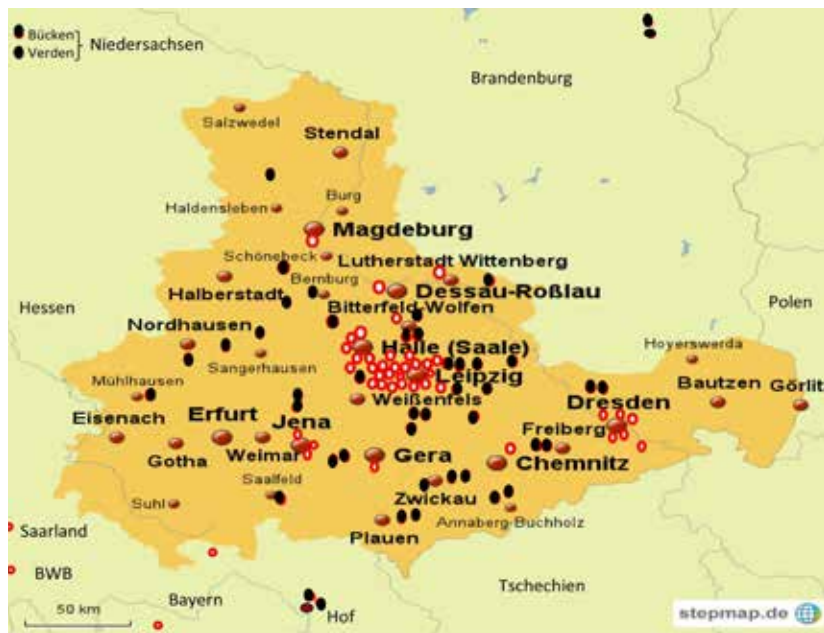 Bücken
Verden
Niedersachsen
Brandenburg
Salzwedel
Stendal
Haldensleben
Burg
Magdeburg
Schönebeck
Lutherstadt Wittenberg
Bernburg
Halberstadt
Dessau-Roßlau
Hessen
Polen
Bitterfeld-Wolfen
Nordhausen
Halle (Saale)
Hoyerswerda
Sangerhausen
Leipzig
Mühlhausen
Weißenfels
Bautzen
Görlit
Dresden
Eisenach
Erfurt
Jena
Freiberg
Gotha
Weimar
Gera
Chemnitz
Saalfeld
Zwickau
Suhl
Annaberg-Buchholz
Plauen
Saarland
BWB
Tschechien
Bayern
Hof
50 km
stepmap.de